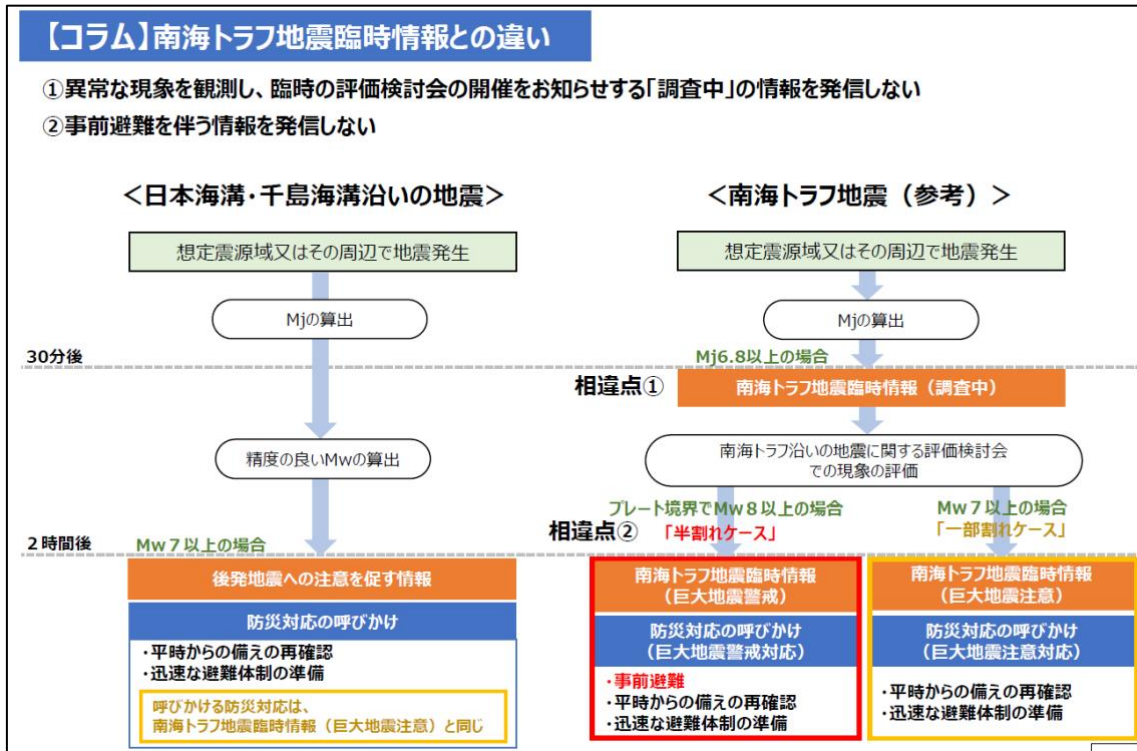 【コラム】南海トラフ地震臨時情報との違い
①異常な現象を観測し、臨時の評価検討会の開催をお知らせする「調査中」の情報を発信しない
②事前避難を伴う情報を発信しない
＜日本海溝・千島海溝沿いの地震＞
想定震源域又はその周辺で地震発生
Mjの算出
30分後
精度の良いMwの算出
2時間後
Mw７以上の場合
後発地震への注意を促す情報
防災対応の呼びかけ
・平時からの備えの再確認
・迅速な避難体制の準備
呼びかける防災対応は、
南海トラフ地震臨時情報（巨大地震注意）と同じ
＜南海トラフ地震（参考）＞
想定震源域又はその周辺で地震発生
Mjの算出
Mj6.8以上の場合
相違点①
南海トラフ地震臨時情報（調査中）
南海トラフ沿いの地震に関する評価検討会
での現象の評価
相違点②
プレート境界でMw８以上の場合
「半割れケース」
南海トラフ地震臨時情報
（巨大地震警戒）
防災対応の呼びかけ
（巨大地震警戒対応）
・事前避難
・平時からの備えの再確認
・迅速な避難体制の準備
Mw７以上の場合
「一部割れケース」
南海トラフ地震臨時情報
（巨大地震注意）
防災対応の呼びかけ
（巨大地震注意対応）
・平時からの備えの再確認
・迅速な避難体制の準備